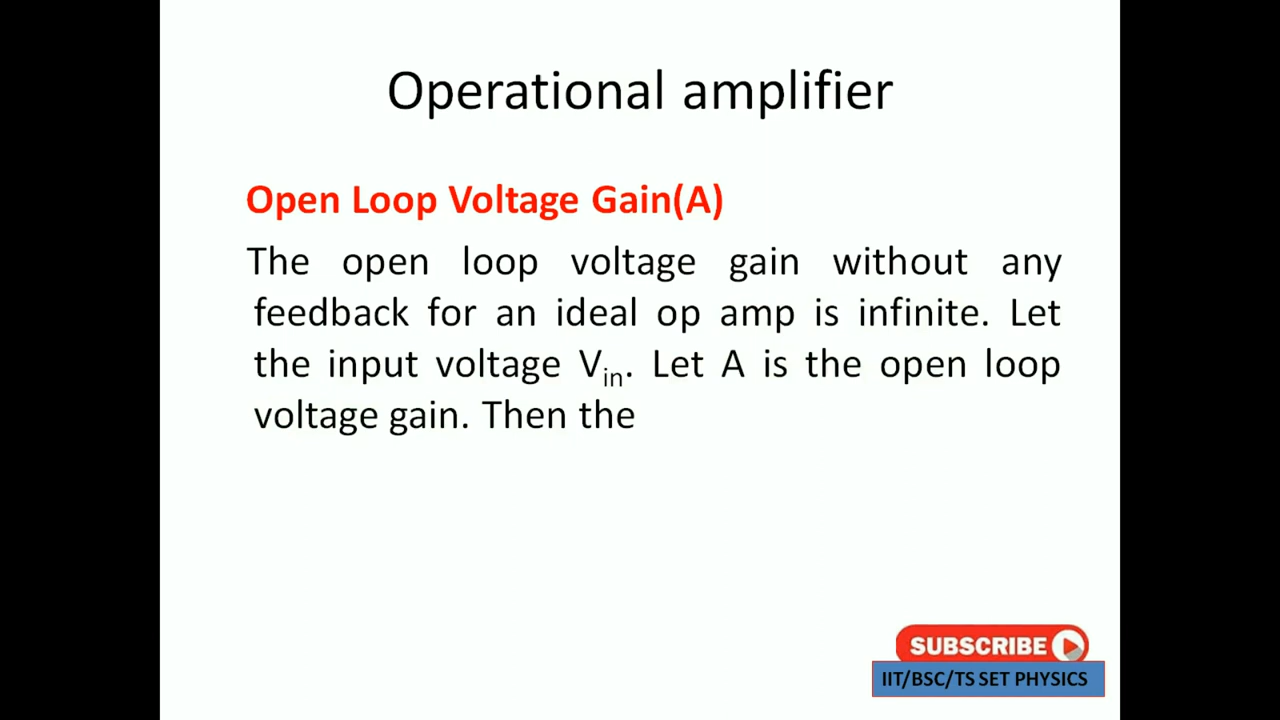 Operational amplifier
Open Loop Voltage Gain(A)
The open loop voltage gain without any
feedback for an ideal op amp is infinite. Let
the input voltage Vin. Let A is the open loop
voltage gain. Then the
SUBSCRIBE
IIT/BSC/TS SET PHYSICS